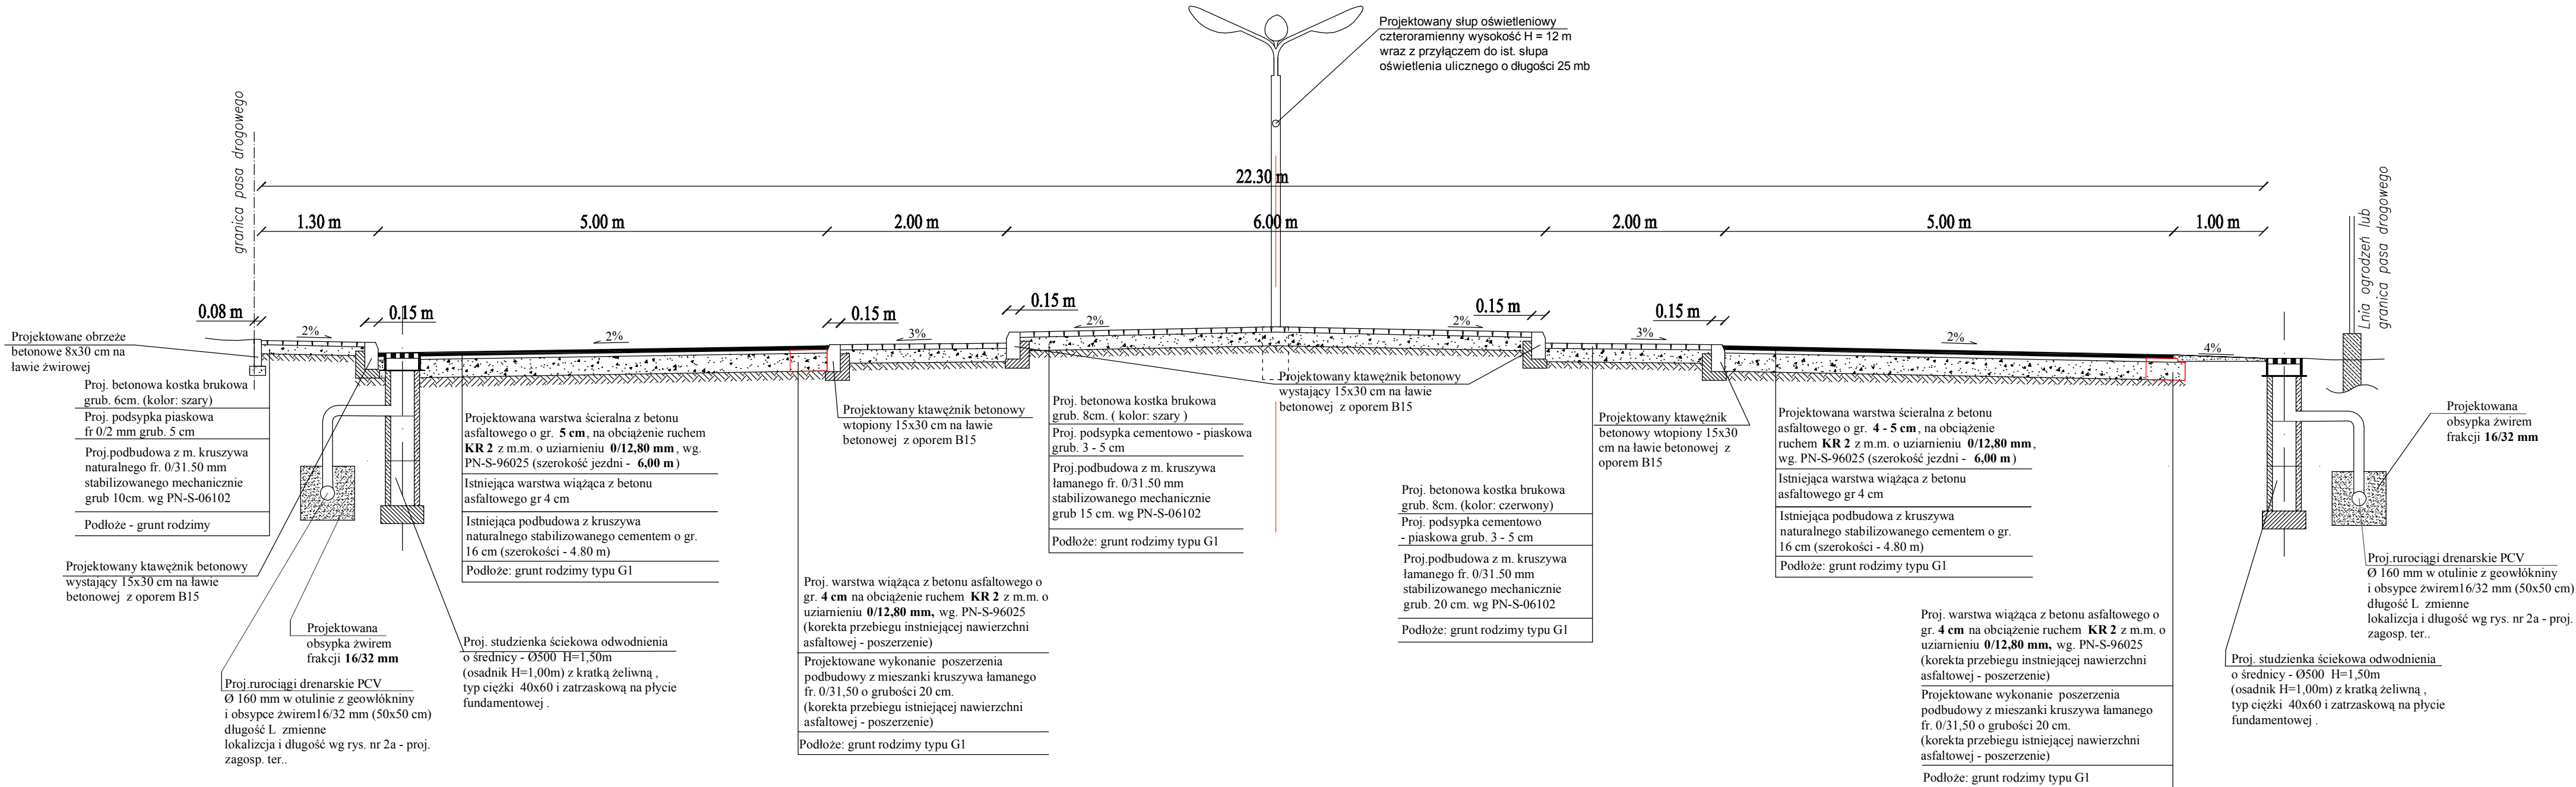 Projektowany słup oświetleniowy
czteroramienny wysokość H = 12 m
wraz z przyłączem do ist. słupa
oświetlenia ulicznego o długości 25 mb
granica pasa drogowego
22.30 m
1.30 m
5.00 m
2.00 m
6.00 m
2.00 m
5.00 m
1.00 m
Lnia ogrodzeń lub
granica pasa drogowego
0.08 m
0.15 m
0.15 m
0.15 m
0.15 m
0.15 m
2%
2%
3%
2%
2%
3%
2%
4%
Projektowane obrzeże
betonowe 8x30 cm na
ławie żwirowej
Proj. betonowa kostka brukowa
grub. 6cm. (kolor: szary)
Proj. podsypka piaskowa
fr 0/2 mm grub. 5 cm
Proj.podbudowa z m. kruszywa
naturalnego fr. 0/31.50 mm
stabilizowanego mechanicznie
grub 10cm. wg PN-S-06102
Podłoże - grunt rodzimy
Projektowany ktawężnik betonowy
wystający 15x30 cm na ławie
betonowej z oporem B15
Projektowana
obsypka żwirem
frakcji 16/32 mm
Proj.rurociągi drenarskie PCV
Ø 160 mm w otulinie z geowłókniny
i obsypce żwirem16/32 mm (50x50 cm)
długość L zmienne
lokalizcja i długość wg rys. nr 2a - proj.
zagosp. ter..
Projektowana warstwa ścieralna z betonu
asfaltowego o gr. 5 cm, na obciążenie ruchem
KR 2 z m.m. o uziarnieniu 0/12,80 mm, wg.
PN-S-96025 (szerokość jezdni - 6,00 m)
Istniejąca warstwa wiążąca z betonu
asfaltowego gr 4 cm
Istniejąca podbudowa z kruszywa
naturalnego stabilizowanego cementem o gr.
16 cm (szerokości - 4.80 m)
Podłoże: grunt rodzimy typu G1
Proj. studzienka ściekowa odwodnienia
o średnicy - Ø500 H=1,50m
(osadnik H=1,00m) z kratką żeliwną ,
typ ciężki 40x60 i zatrzaskową na płycie
fundamentowej .
Projektowany ktawężnik betonowy
wtopiony 15x30 cm na ławie
betonowej z oporem B15
Proj. warstwa wiążąca z betonu asfaltowego o
gr. 4 cm na obciążenie ruchem KR 2 z m.m. o
uziarnieniu 0/12,80 mm, wg. PN-S-96025
(korekta przebiegu instniejącej nawierzchni
asfaltowej - poszerzenie)
Projektowane wykonanie poszerzenia
podbudowy z mieszanki kruszywa łamanego
fr. 0/31,50 o grubości 20 cm.
(korekta przebiegu istniejącej nawierzchni
asfaltowej - poszerzenie)
Podłoże: grunt rodzimy typu G1
Proj. betonowa kostka brukowa
grub. 8cm. ( kolor: szary )
Proj. podsypka cementowo - piaskowa
grub. 3 - 5 cm
Proj.podbudowa z m. kruszywa
łamanego fr. 0/31.50 mm
stabilizowanego mechanicznie
grub 15 cm. wg PN-S-06102
Podłoże: grunt rodzimy typu G1
Projektowany ktawężnik betonowy
wystający 15x30 cm na ławie
betonowej z oporem B15
Proj. betonowa kostka brukowa
grub. 8cm. (kolor: czerwony)
Proj. podsypka cementowo
- piaskowa grub. 3 - 5 cm
Proj.podbudowa z m. kruszywa
łamanego fr. 0/31.50 mm
stabilizowanego mechanicznie
grub. 20 cm. wg PN-S-06102
Podłoże: grunt rodzimy typu G1
Projektowany ktawężnik
betonowy wtopiony 15x30
cm na ławie betonowej z
oporem B15
Projektowana warstwa ścieralna z betonu
asfaltowego o gr. 4 - 5 cm, na obciążenie
ruchem KR 2 z m.m. o uziarnieniu 0/12,80 mm,
wg. PN-S-96025 (szerokość jezdni - 6,00 m)
Istniejąca warstwa wiążąca z betonu
asfaltowego gr 4 cm
Istniejąca podbudowa z kruszywa
naturalnego stabilizowanego cementem o gr.
16 cm (szerokości - 4.80 m)
Podłoże: grunt rodzimy typu G1
Proj. warstwa wiążąca z betonu asfaltowego o
gr. 4 cm na obciążenie ruchem KR 2 z m.m. o
uziarnieniu 0/12,80 mm, wg. PN-S-96025
(korekta przebiegu instniejącej nawierzchni
asfaltowej - poszerzenie)
Projektowane wykonanie poszerzenia
podbudowy z mieszanki kruszywa łamanego
fr. 0/31,50 o grubości 20 cm.
(korekta przebiegu istniejącej nawierzchni
asfaltowej - poszerzenie)
Podłoże: grunt rodzimy typu G1
Projektowana
obsypka żwirem
frakcji 16/32 mm
Proj.rurociągi drenarskie PCV
Ø 160 mm w otulinie z geowłókniny
i obsypce żwirem16/32 mm (50x50 cm)
długość L zmienne
lokalizcja i długość wg rys. nr 2a - proj.
zagosp. ter..
Proj. studzienka ściekowa odwodnienia
o średnicy - Ø500 H=1,50m
(osadnik H=1,00m) z kratką żeliwną ,
typ ciężki 40x60 i zatrzaskową na płycie
fundamentowej .